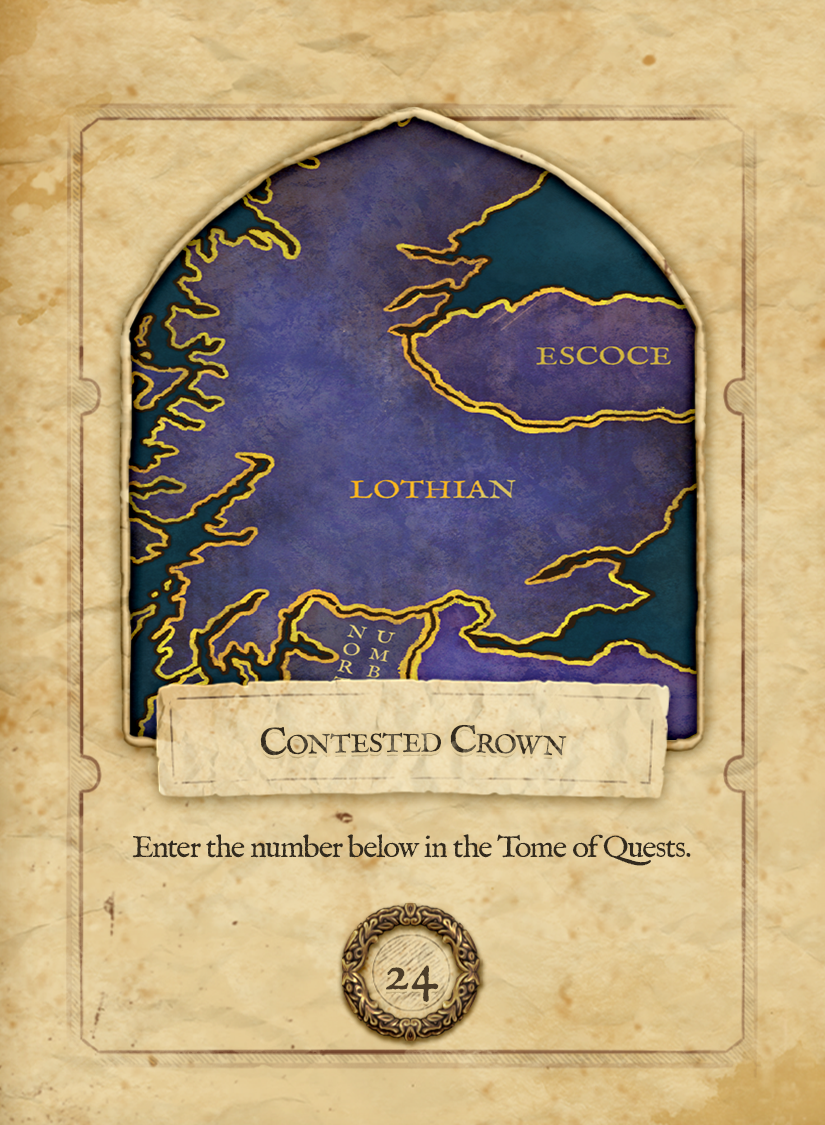 ESCOCE
LOTHIAN
Contested Crown
Enter the number below in the Tome of Quests.
24